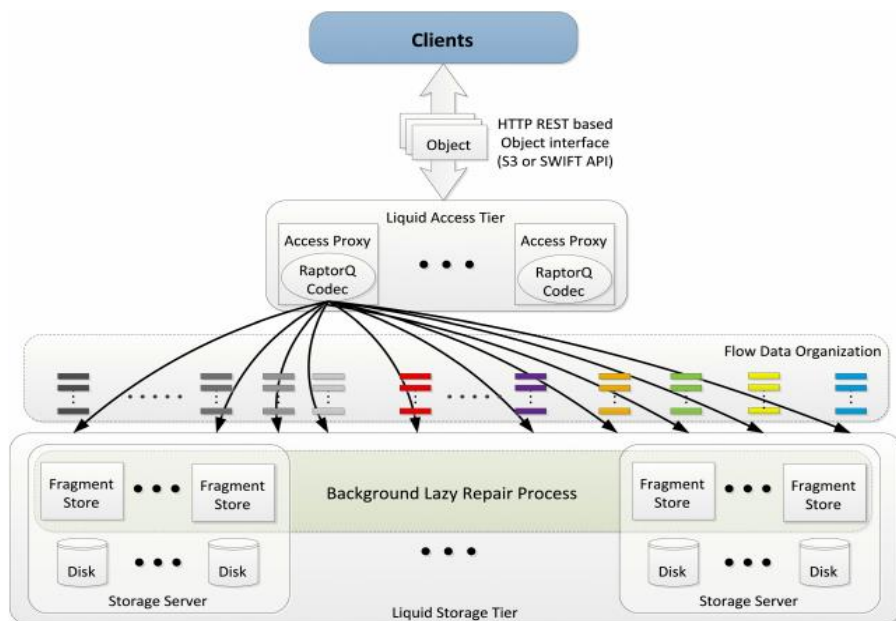 Clients
Object
HTTP REST based
Object interface
(S3 or SWIFT API)
Liquid Access Tier
Access Proxy
RaptorQ
Codec
Access Proxy
RaptorQ
Codec
Flow Data Organization
Fragment
Store
Fragment
Store
Background Lazy Repair Process
Fragment
Store
Fragment
Store
Disk
Disk
Disk
Disk
Storage Server
Storage Server
Liquid Storage Tier